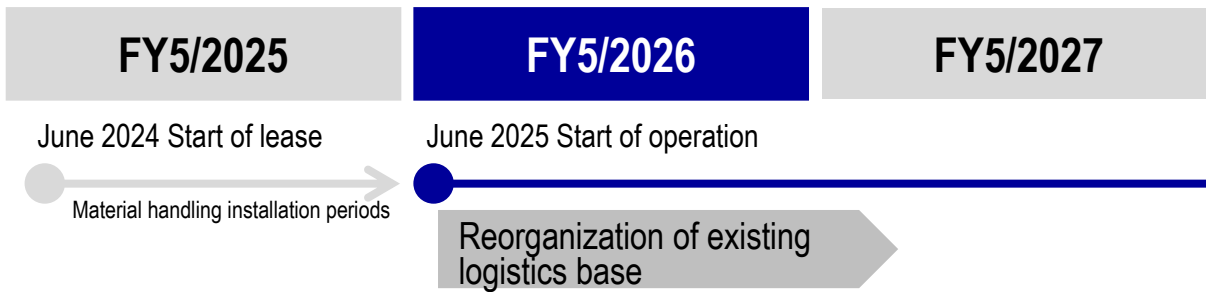 FY5/2025
FY5/2026
FY5/2027
June 2024 Start of lease
June 2025 Start of operation
Material handling installation periods
Reorganization of existing
logistics base